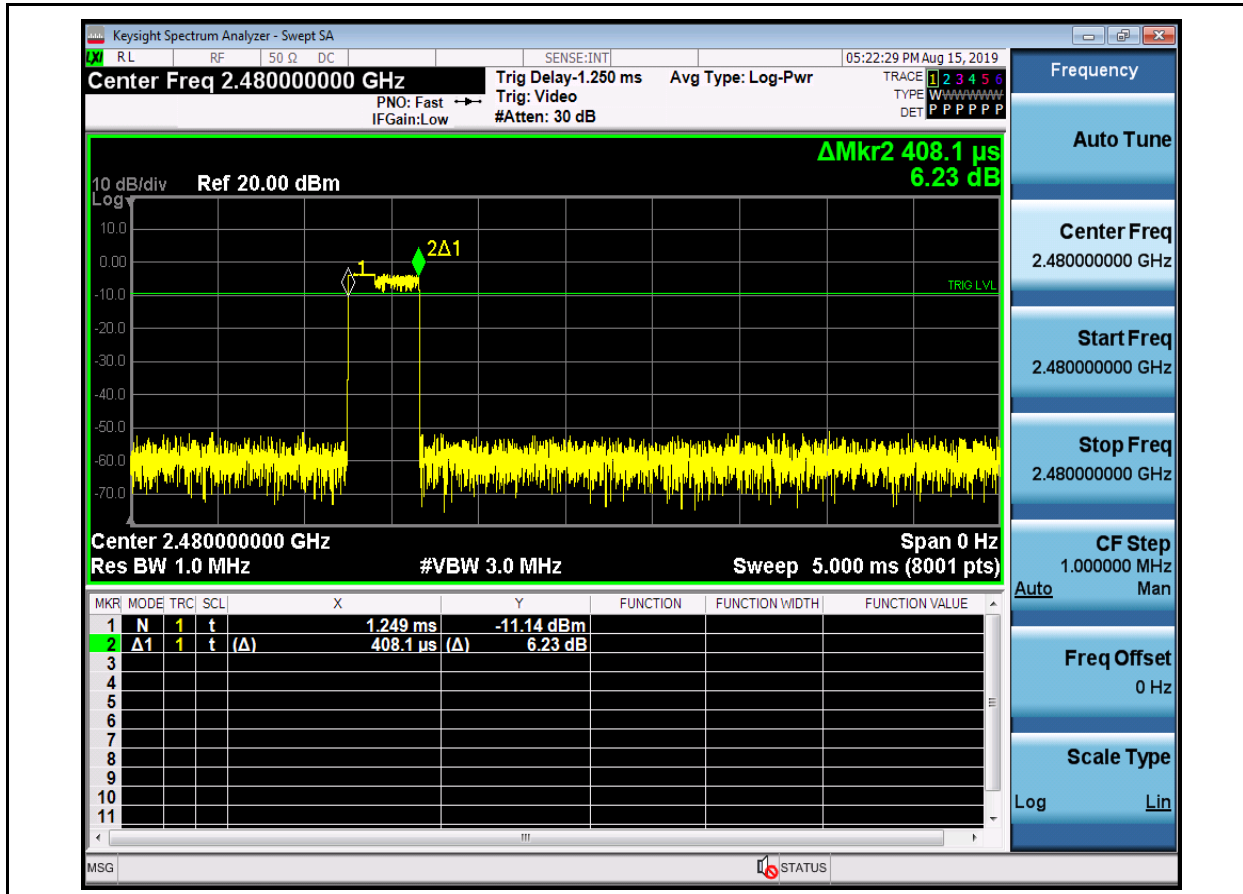 Keysight Spectrum Analyzer - Swept SA
LXI RL RF 50 Ω DC SENSE:INT 05:22:29 PM Aug 15, 2019
Center Freq 2.480000000 GHz
PNO: Fast
IFGain:Low
Trig Delay-1.250 ms
Trig: Video
#Atten: 30 dB
Avg Type: Log-Pwr
TRACE 1 2 3 4 5 6
TYPE WWWWWW
DET P P P P P P
ΔMkr2 408.1 µs
6.23 dB
10 dB/div Ref 20.00 dBm
Log
10.0
0.00
-10.0
-20.0
-30.0
-40.0
-50.0
-60.0
-70.0
1
2Δ1
TRIG LVL
Center 2.480000000 GHz Span 0 Hz
Res BW 1.0 MHz #VBW 3.0 MHz Sweep 5.000 ms (8001 pts)
MKR MODE TRC SCL X Y FUNCTION FUNCTION WIDTH FUNCTION VALUE
1 N 1 t 1.249 ms -11.14 dBm
2 Δ1 1 t (Δ) 408.1 µs (Δ) 6.23 dB
3
4
5
6
7
8
9
10
11
MSG STATUS
Frequency
Auto Tune
Center Freq
2.480000000 GHz
Start Freq
2.480000000 GHz
Stop Freq
2.480000000 GHz
CF Step
1.000000 MHz
Auto Man
Freq Offset
0 Hz
Scale Type
Log Lin